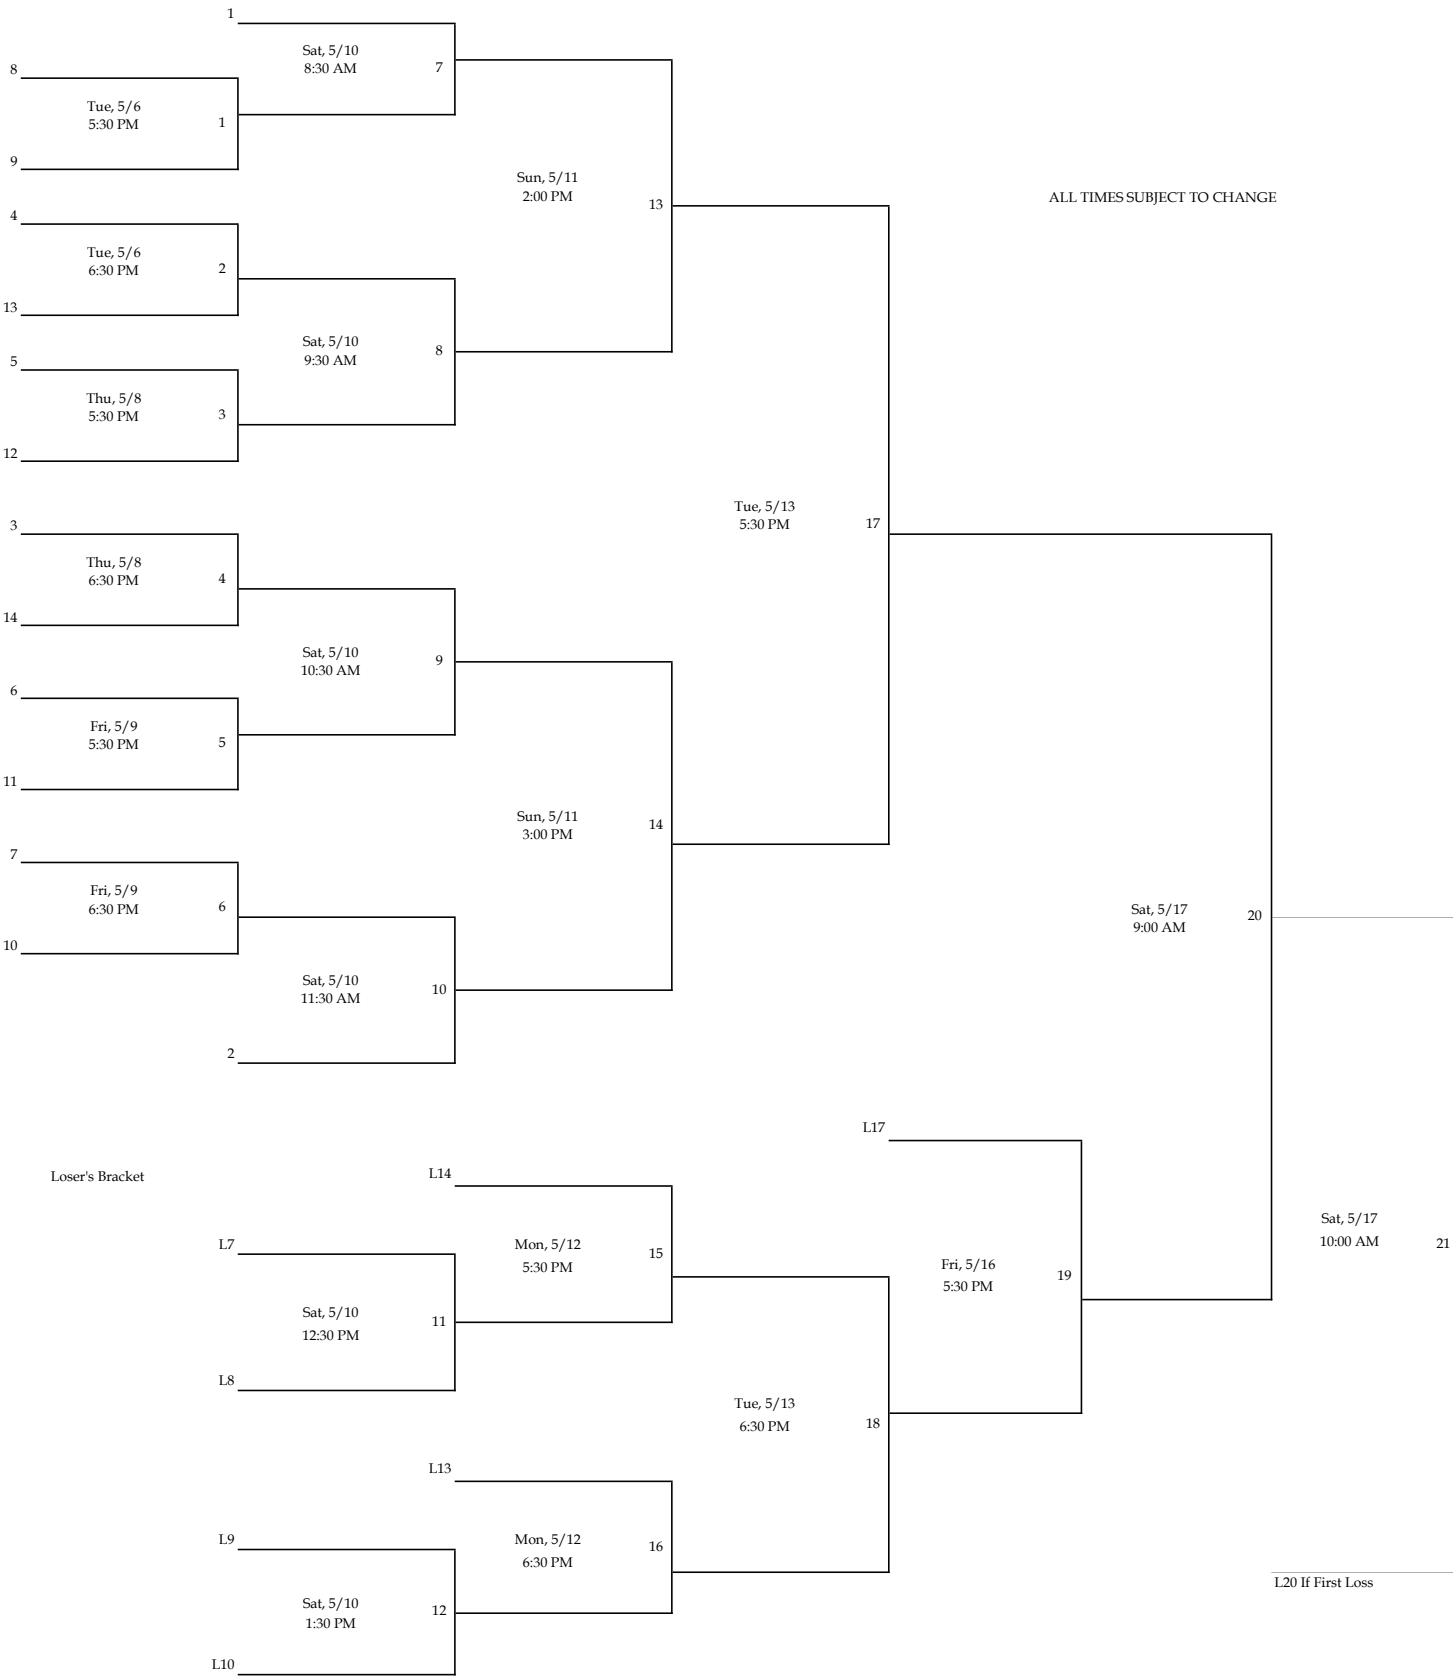 1
Sat, 5/10
8:30 AM
7
8
Tue, 5/6
5:30 PM
1
9
Sun, 5/11
2:00 PM
13
ALL TIMES SUBJECT TO CHANGE
4
Tue, 5/6
6:30 PM
2
13
Sat, 5/10
9:30 AM
8
5
Thu, 5/8
5:30 PM
3
12
Tue, 5/13
5:30 PM
17
3
Thu, 5/8
6:30 PM
4
14
Sat, 5/10
10:30 AM
9
6
Fri, 5/9
5:30 PM
5
11
Sun, 5/11
3:00 PM
14
7
Fri, 5/9
6:30 PM
6
10
Sat, 5/17
9:00 AM
20
Sat, 5/10
11:30 AM
10
2
L17
Loser's Bracket
L14
Sat, 5/17
10:00 AM
21
L7
Mon, 5/12
5:30 PM
15
Fri, 5/16
5:30 PM
19
Sat, 5/10
12:30 PM
11
L8
Tue, 5/13
6:30 PM
18
L13
L9
Mon, 5/12
6:30 PM
16
L20 If First Loss
Sat, 5/10
1:30 PM
12
L10